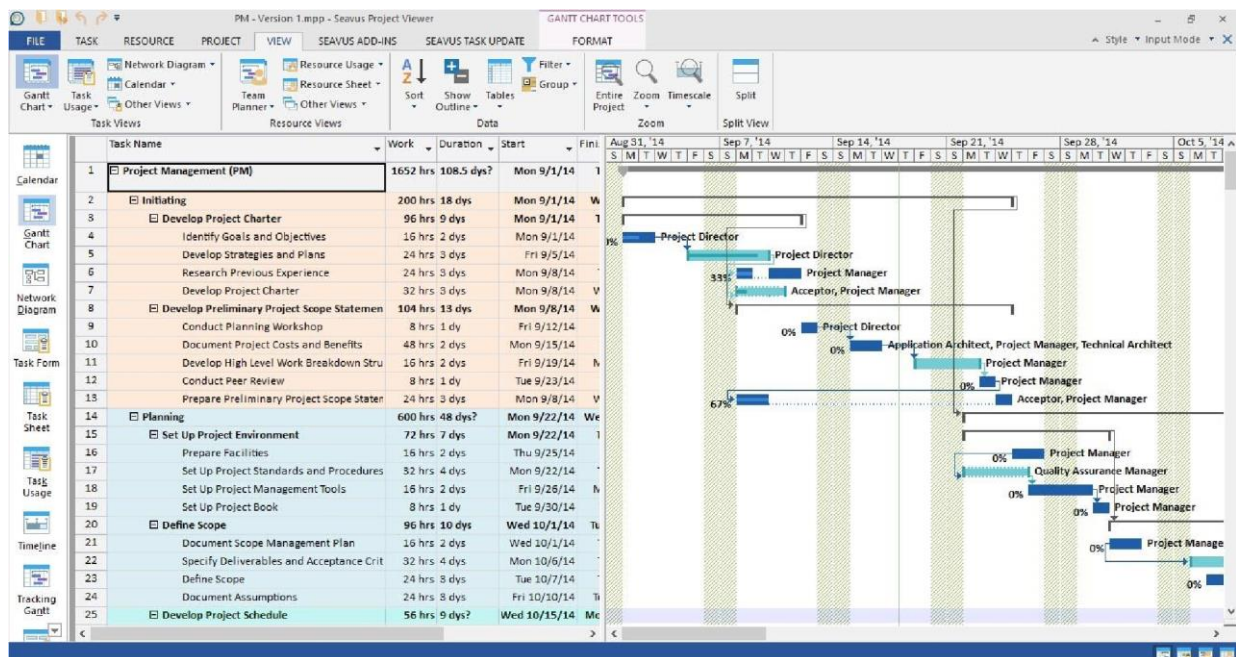 PM - Version 1.mpp - Seavus Project Viewer
GANTT CHART TOOLS
FILE TASK RESOURCE PROJECT VIEW SEAVUS ADD-INS SEAVUS TASK UPDATE FORMAT
Style Input Mode
Gantt Chart
Task Usage
Network Diagram
Calendar
Other Views
Task Views
Team Planner
Resource Usage
Resource Sheet
Other Views
Resource Views
Sort
Show Outline
Tables
Filter
Group
Data
Entire Project
Zoom
Timescale
Zoom
Split
Split View
Calendar
Gantt Chart
Network Diagram
Task Form
Task Sheet
Task Usage
Timeline
Tracking Gantt
Task Name Work Duration Start Fini
1 Project Management (PM) 1652 hrs 108.5 dys? Mon 9/1/14
2 Initiating 200 hrs 18 dys Mon 9/1/14 W
3 Develop Project Charter 96 hrs 9 dys Mon 9/1/14
4 Identify Goals and Objectives 16 hrs 2 dys Mon 9/1/14
5 Develop Strategies and Plans 24 hrs 3 dys Fri 9/5/14
6 Research Previous Experience 24 hrs 3 dys Mon 9/8/14
7 Develop Project Charter 32 hrs 3 dys Mon 9/8/14
8 Develop Preliminary Project Scope Statemen 104 hrs 13 dys Mon 9/8/14 W
9 Conduct Planning Workshop 8 hrs 1 dy Fri 9/12/14
10 Document Project Costs and Benefits 48 hrs 2 dys Mon 9/15/14
11 Develop High Level Work Breakdown Stru 16 hrs 2 dys Fri 9/19/14
12 Conduct Peer Review 8 hrs 1 dy Tue 9/23/14
13 Prepare Preliminary Project Scope Stater 24 hrs 3 dys Mon 9/8/14
14 Planning 600 hrs 48 dys? Mon 9/22/14 We
15 Set Up Project Environment 72 hrs 7 dys Mon 9/22/14
16 Prepare Facilities 16 hrs 2 dys Thu 9/25/14
17 Set Up Project Standards and Procedures 32 hrs 4 dys Mon 9/22/14
18 Set Up Project Management Tools 16 hrs 2 dys Fri 9/26/14
19 Set Up Project Book 8 hrs 1 dy Tue 9/30/14
20 Define Scope 96 hrs 10 dys Wed 10/1/14 Tu
21 Document Scope Management Plan 16 hrs 2 dys Wed 10/1/14
22 Specify Deliverables and Acceptance Crit 32 hrs 4 dys Mon 10/6/14
23 Define Scope 24 hrs 3 dys Tue 10/7/14
24 Document Assumptions 24 hrs 3 dys Fri 10/10/14
25 Develop Project Schedule 56 hrs 9 dys? Wed 10/15/14 Mo
Aug 31, '14 Sep 7, '14 Sep 14, '14 Sep 21, '14 Sep 28, '14 Oct 5, '14
S M T W T F S S M T W T F S S M T W T F S S M T W T F S S M T W T F S S M T
Project Director
Project Director
33% Project Manager
Acceptor, Project Manager
0% Project Director
0% Application Architect, Project Manager, Technical Architect
Project Manager
0% Project Manager
67% Acceptor, Project Manager
0% Project Manager
Quality Assurance Manager
0% Project Manager
0% Project Manager
0% Project Manage
0%